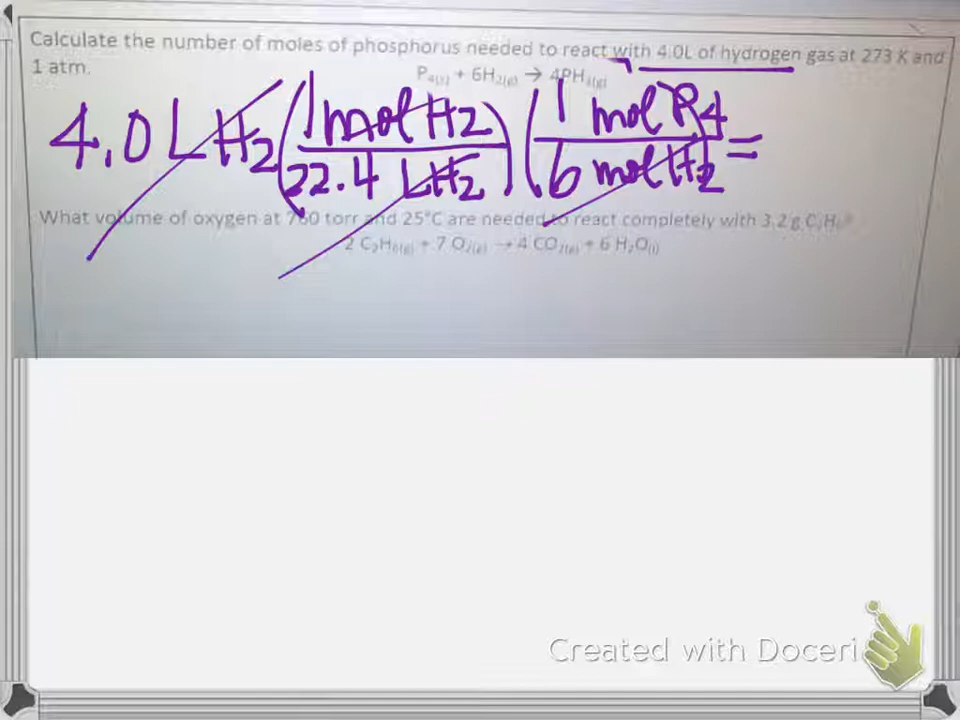 Calculate the number of moles of phosphorus needed to react with 4.0L of hydrogen gas at 273 K and
1 atm.
P₄₍ₛ₎ + 6H₂₍g₎ → 4PH₃₍g₎
4.0 L H₂ (1 mol H₂ / 22.4 L H₂) (1 mol P₄ / 6 mol H₂) =
What volume of oxygen at 760 torr and 25°C are needed to react completely with 3.2 g C₂H₆?
2 C₂H₆₍g₎ + 7 O₂₍g₎ → 4 CO₂₍g₎ + 6 H₂O₍l₎
Created with Doceri